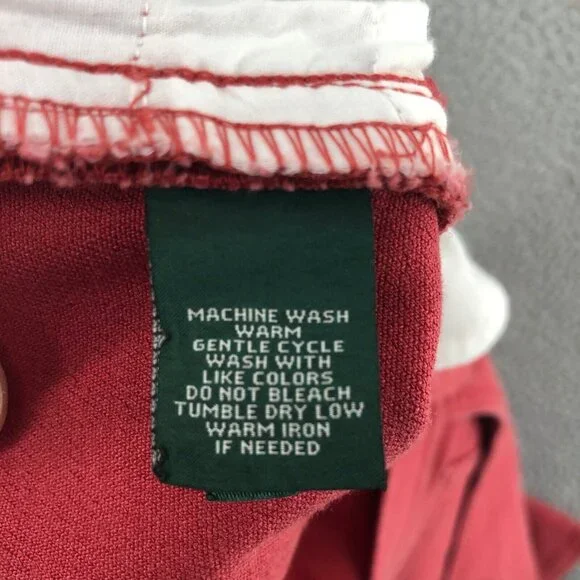 MACHINE WASH
WARM
GENTLE CYCLE
WASH WITH
LIKE COLORS
DO NOT BLEACH
TUMBLE DRY LOW
WARM IRON
IF NEEDED